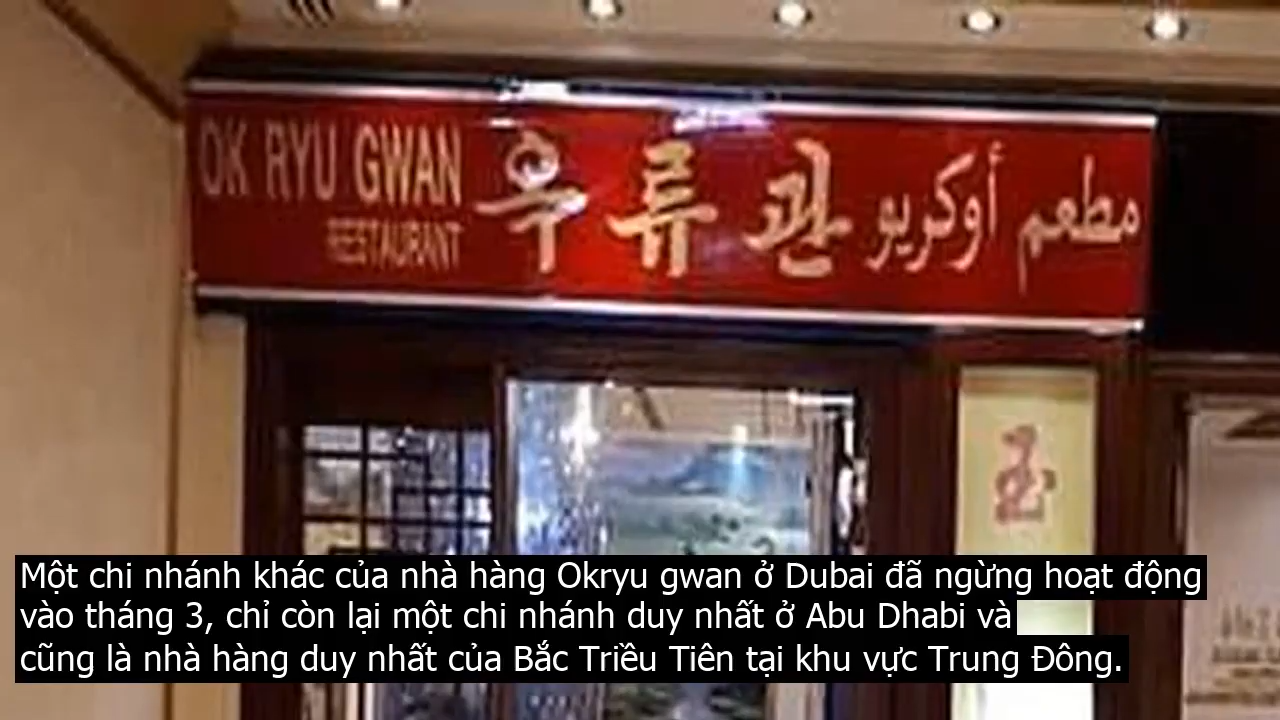 OK RYU GWAN
RESTAURANT
옥류관
مطعم أوكريو
Một chi nhánh khác của nhà hàng Okryu gwan ở Dubai đã ngừng hoạt động
vào tháng 3, chỉ còn lại một chi nhánh duy nhất ở Abu Dhabi và
cũng là nhà hàng duy nhất của Bắc Triều Tiên tại khu vực Trung Đông.